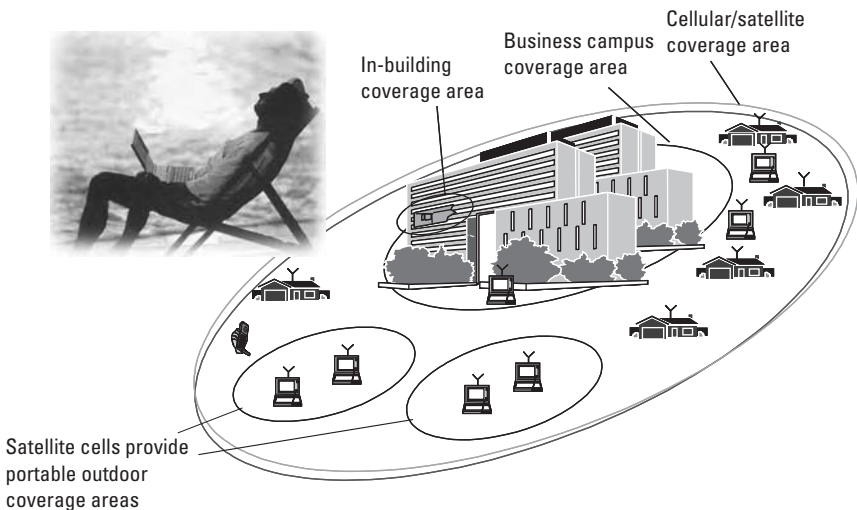 Cellular/satellite
coverage area
Business campus
coverage area
In-building
coverage area
Satellite cells provide
portable outdoor
coverage areas